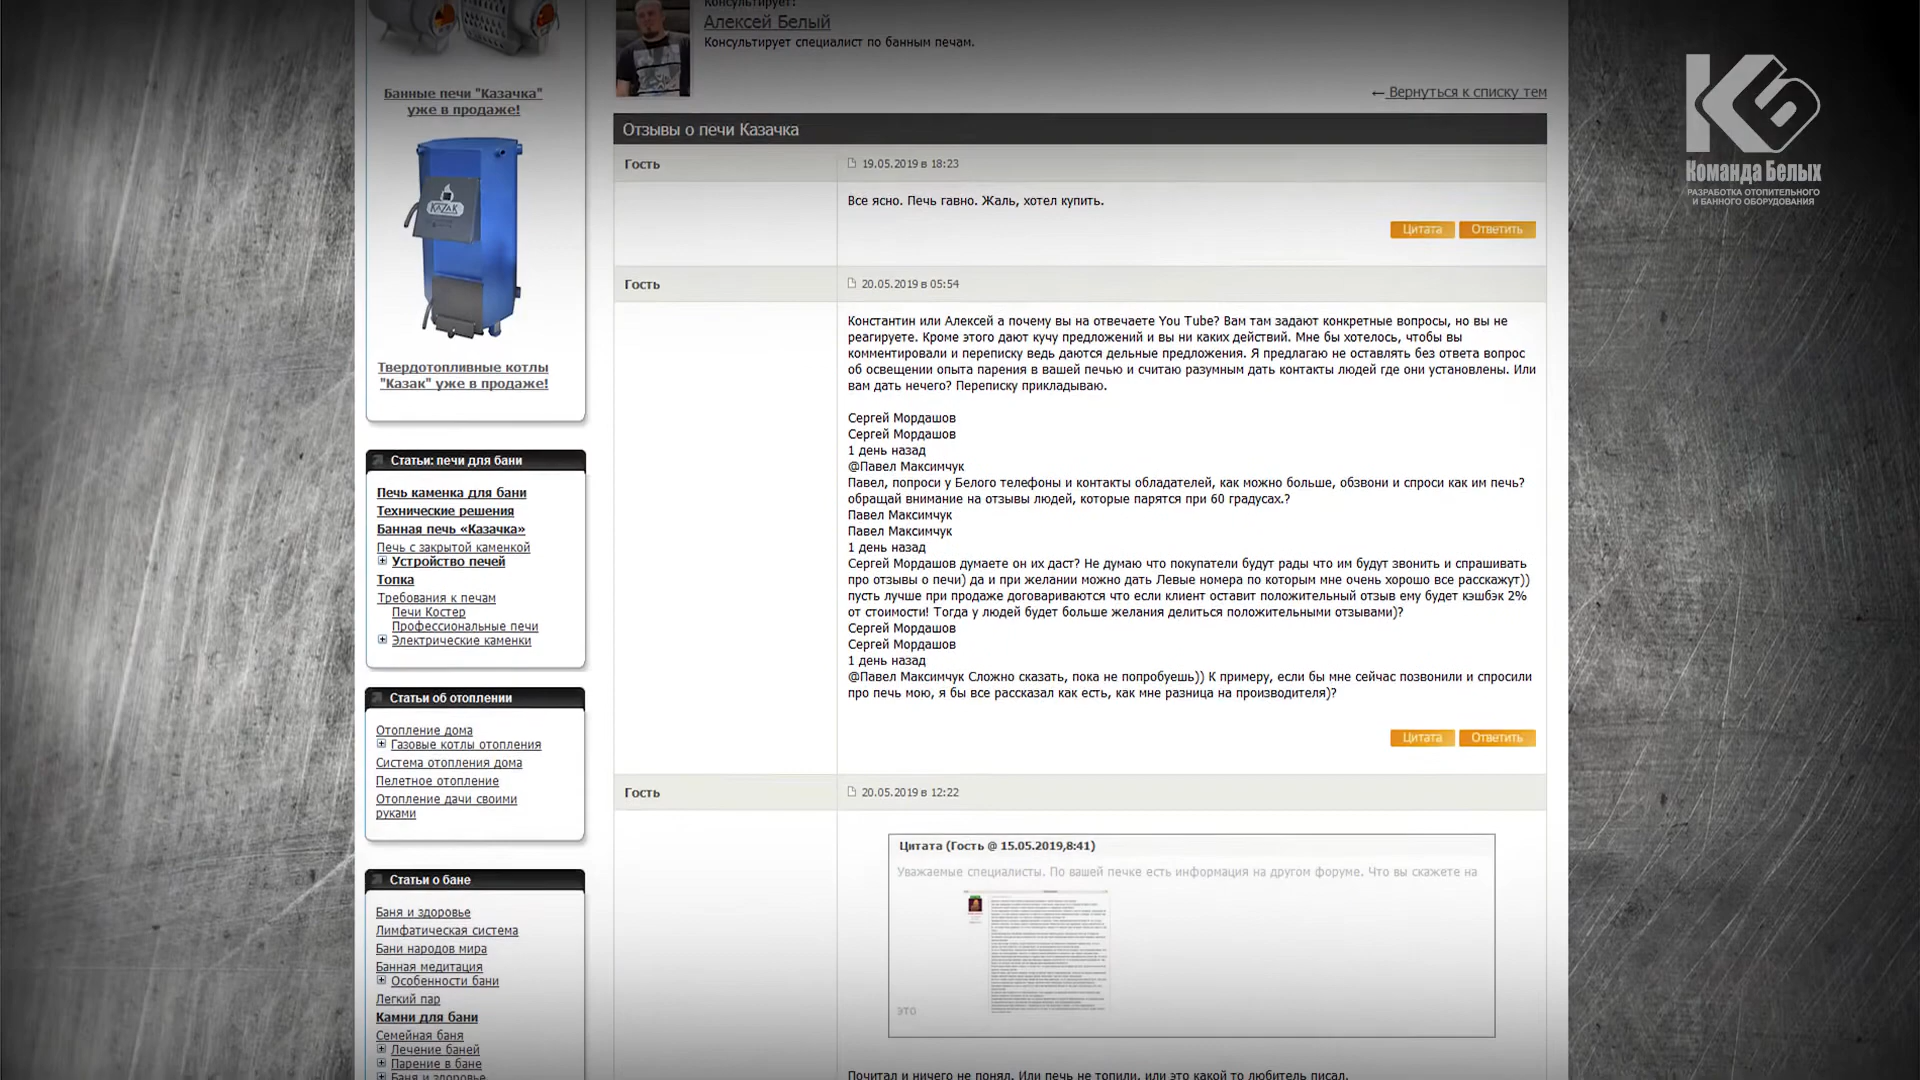 Консультирует:
Алексей Белый
Консультирует специалист по банным печам.
← Вернуться к списку тем
КБ
Команда Белых
РАЗРАБОТКА ОТОПИТЕЛЬНОГО
И БАННОГО ОБОРУДОВАНИЯ
Банные печи "Казачка"
уже в продаже!
KAZAK
Твердотопливные котлы
"Казак" уже в продаже!
Статьи: печи для бани
Печь каменка для бани
Технические решения
Банная печь «Казачка»
Печь с закрытой каменкой
Устройство печей
Топка
Требования к печам
Печи Костер
Профессиональные печи
Электрические каменки
Статьи об отоплении
Отопление дома
Газовые котлы отопления
Система отопления дома
Пелетное отопление
Отопление дачи своими
руками
Статьи о бане
Баня и здоровье
Лимфатическая система
Бани народов мира
Банная медитация
Особенности бани
Легкий пар
Камни для бани
Семейная баня
Лечение баней
Парение в бане
Баня и здоровье
Отзывы о печи Казачка
Гость
19.05.2019 в 18:23
Все ясно. Печь гавно. Жаль, хотел купить.
Цитата Ответить
Гость
20.05.2019 в 05:54
Константин или Алексей а почему вы на отвечаете You Tube? Вам там задают конкретные вопросы, но вы не
реагируете. Кроме этого дают кучу предложений и вы ни каких действий. Мне бы хотелось, чтобы вы
комментировали и переписку ведь даются дельные предложения. Я предлагаю не оставлять без ответа вопрос
об освещении опыта парения в вашей печью и считаю разумным дать контакты людей где они установлены. Или
вам дать нечего? Переписку прикладываю.
Сергей Мордашов
Сергей Мордашов
1 день назад
@Павел Максимчук
Павел, попроси у Белого телефоны и контакты обладателей, как можно больше, обзвони и спроси как им печь?
обращай внимание на отзывы людей, которые парятся при 60 градусах.?
Павел Максимчук
Павел Максимчук
1 день назад
Сергей Мордашов думаете он их даст? Не думаю что покупатели будут рады что им будут звонить и спрашивать
про отзывы о печи) да и при желании можно дать Левые номера по которым мне очень хорошо все расскажут))
пусть лучше при продаже договариваются что если клиент оставит положительный отзыв ему будет кэшбэк 2%
от стоимости! Тогда у людей будет больше желания делиться положительными отзывами)?
Сергей Мордашов
Сергей Мордашов
1 день назад
@Павел Максимчук Сложно сказать, пока не попробуешь)) К примеру, если бы мне сейчас позвонили и спросили
про печь мою, я бы все рассказал как есть, как мне разница на производителя)?
Цитата Ответить
Гость
20.05.2019 в 12:22
Цитата (Гость @ 15.05.2019,8:41)
Уважаемые специалисты. По вашей печке есть информация на другом форуме. Что вы скажете на
это
Почитал и ничего не понял. Или печь не топили, или это какой то любитель писал.